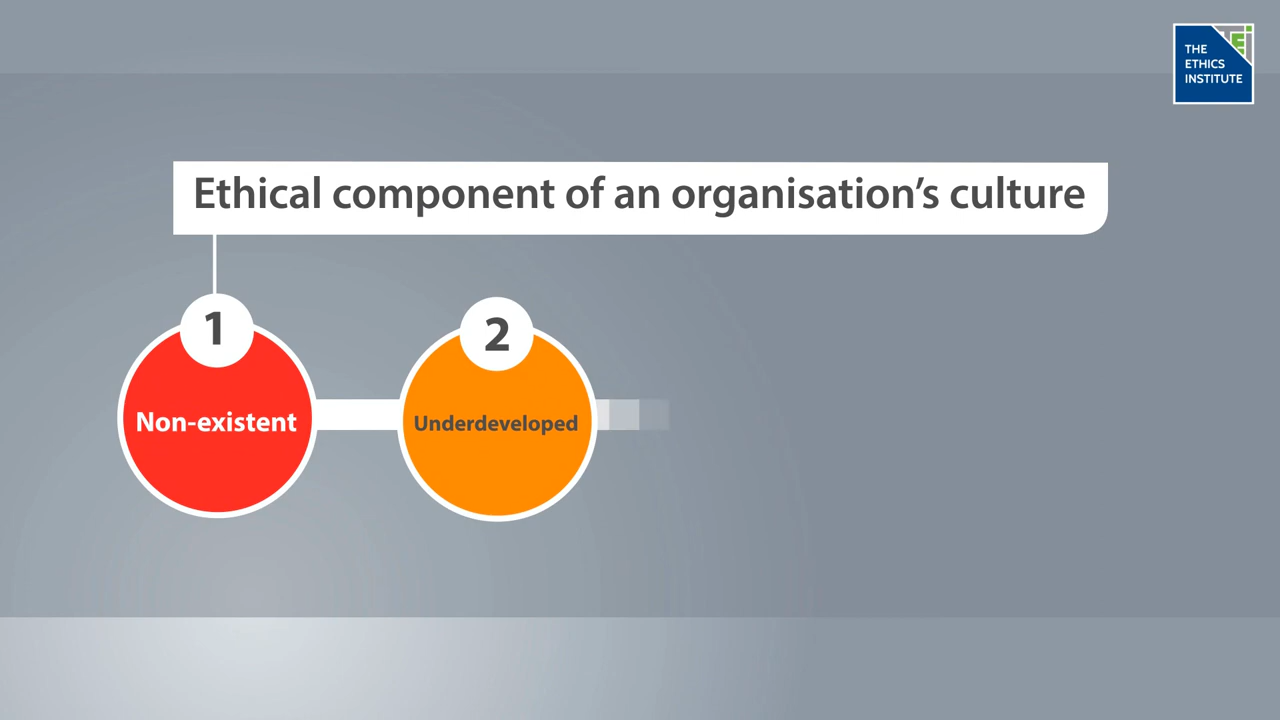 THE
ETHICS
INSTITUTE
Ethical component of an organisation’s culture
1
2
Non-existent
Underdeveloped